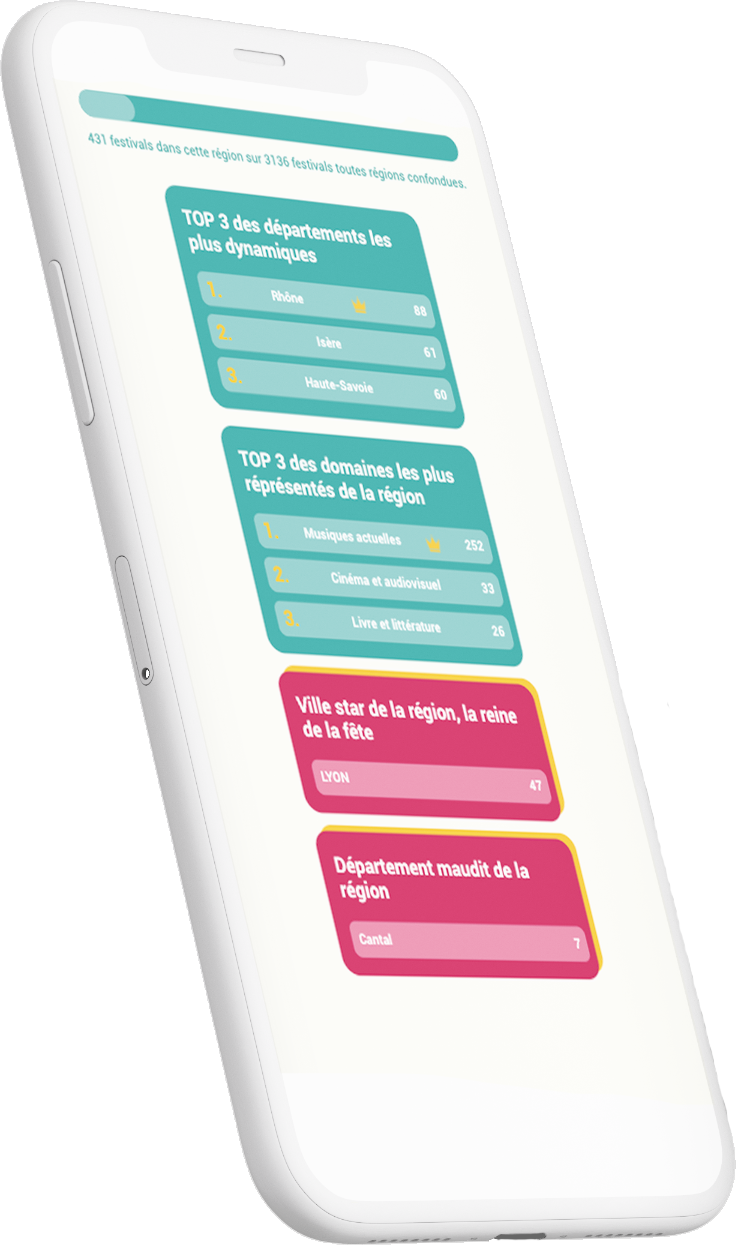 431 festivals dans cette région sur 3136 festivals toutes régions confondues.
TOP 3 des départements les
plus dynamiques
1. Rhône 88
2. Isère 61
3. Haute-Savoie 60
TOP 3 des domaines les plus
réprésentés de la région
1. Musiques actuelles 252
2. Cinéma et audiovisuel 33
3. Livre et littérature 26
Ville star de la région, la reine
de la fête
LYON 47
Département maudit de la
région
Cantal 7